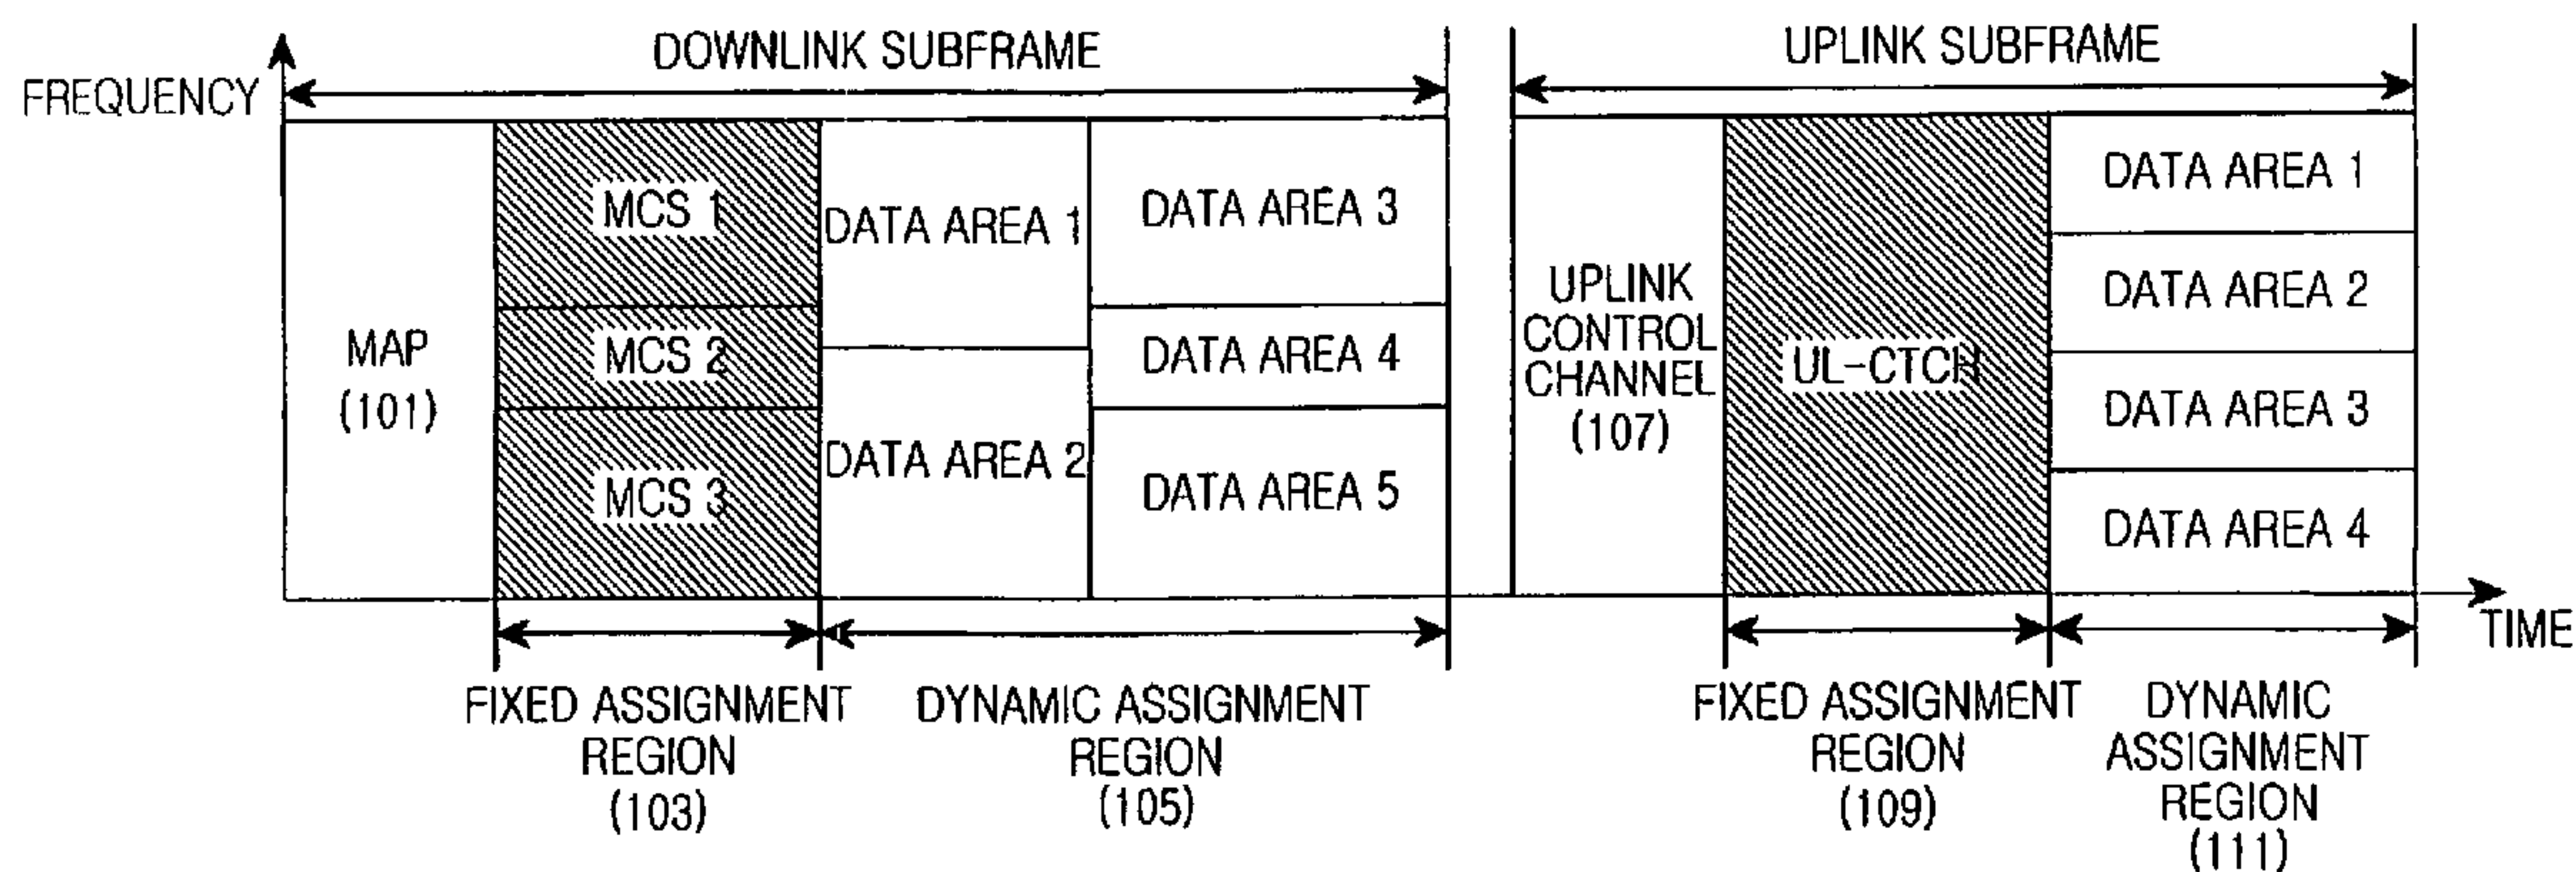 DOWNLINK SUBFRAME
UPLINK SUBFRAME
FREQUENCY
MAP
(101)
MCS 1
MCS 2
MCS 3
DATA AREA 1
DATA AREA 2
DATA AREA 3
DATA AREA 4
DATA AREA 5
UPLINK
CONTROL
CHANNEL
(107)
UL-CTCH
DATA AREA 1
DATA AREA 2
DATA AREA 3
DATA AREA 4
TIME
FIXED ASSIGNMENT
REGION
(103)
DYNAMIC ASSIGNMENT
REGION
(105)
FIXED ASSIGNMENT
REGION
(109)
DYNAMIC
ASSIGNMENT
REGION
(111)